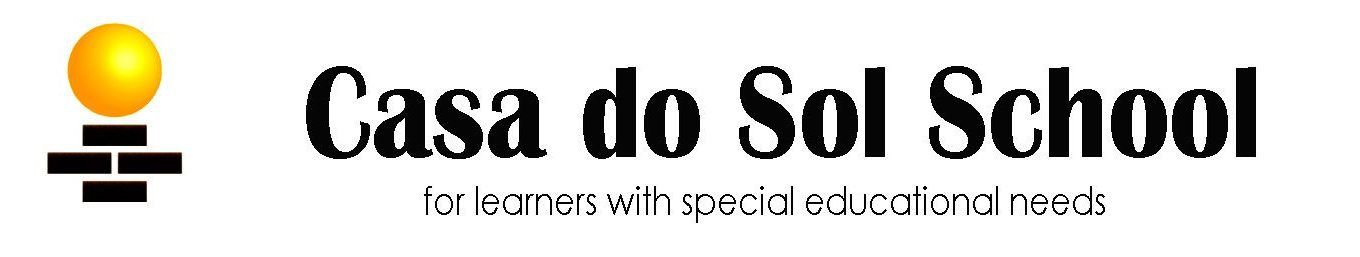 Casa do Sol School
for learners with special educational needs